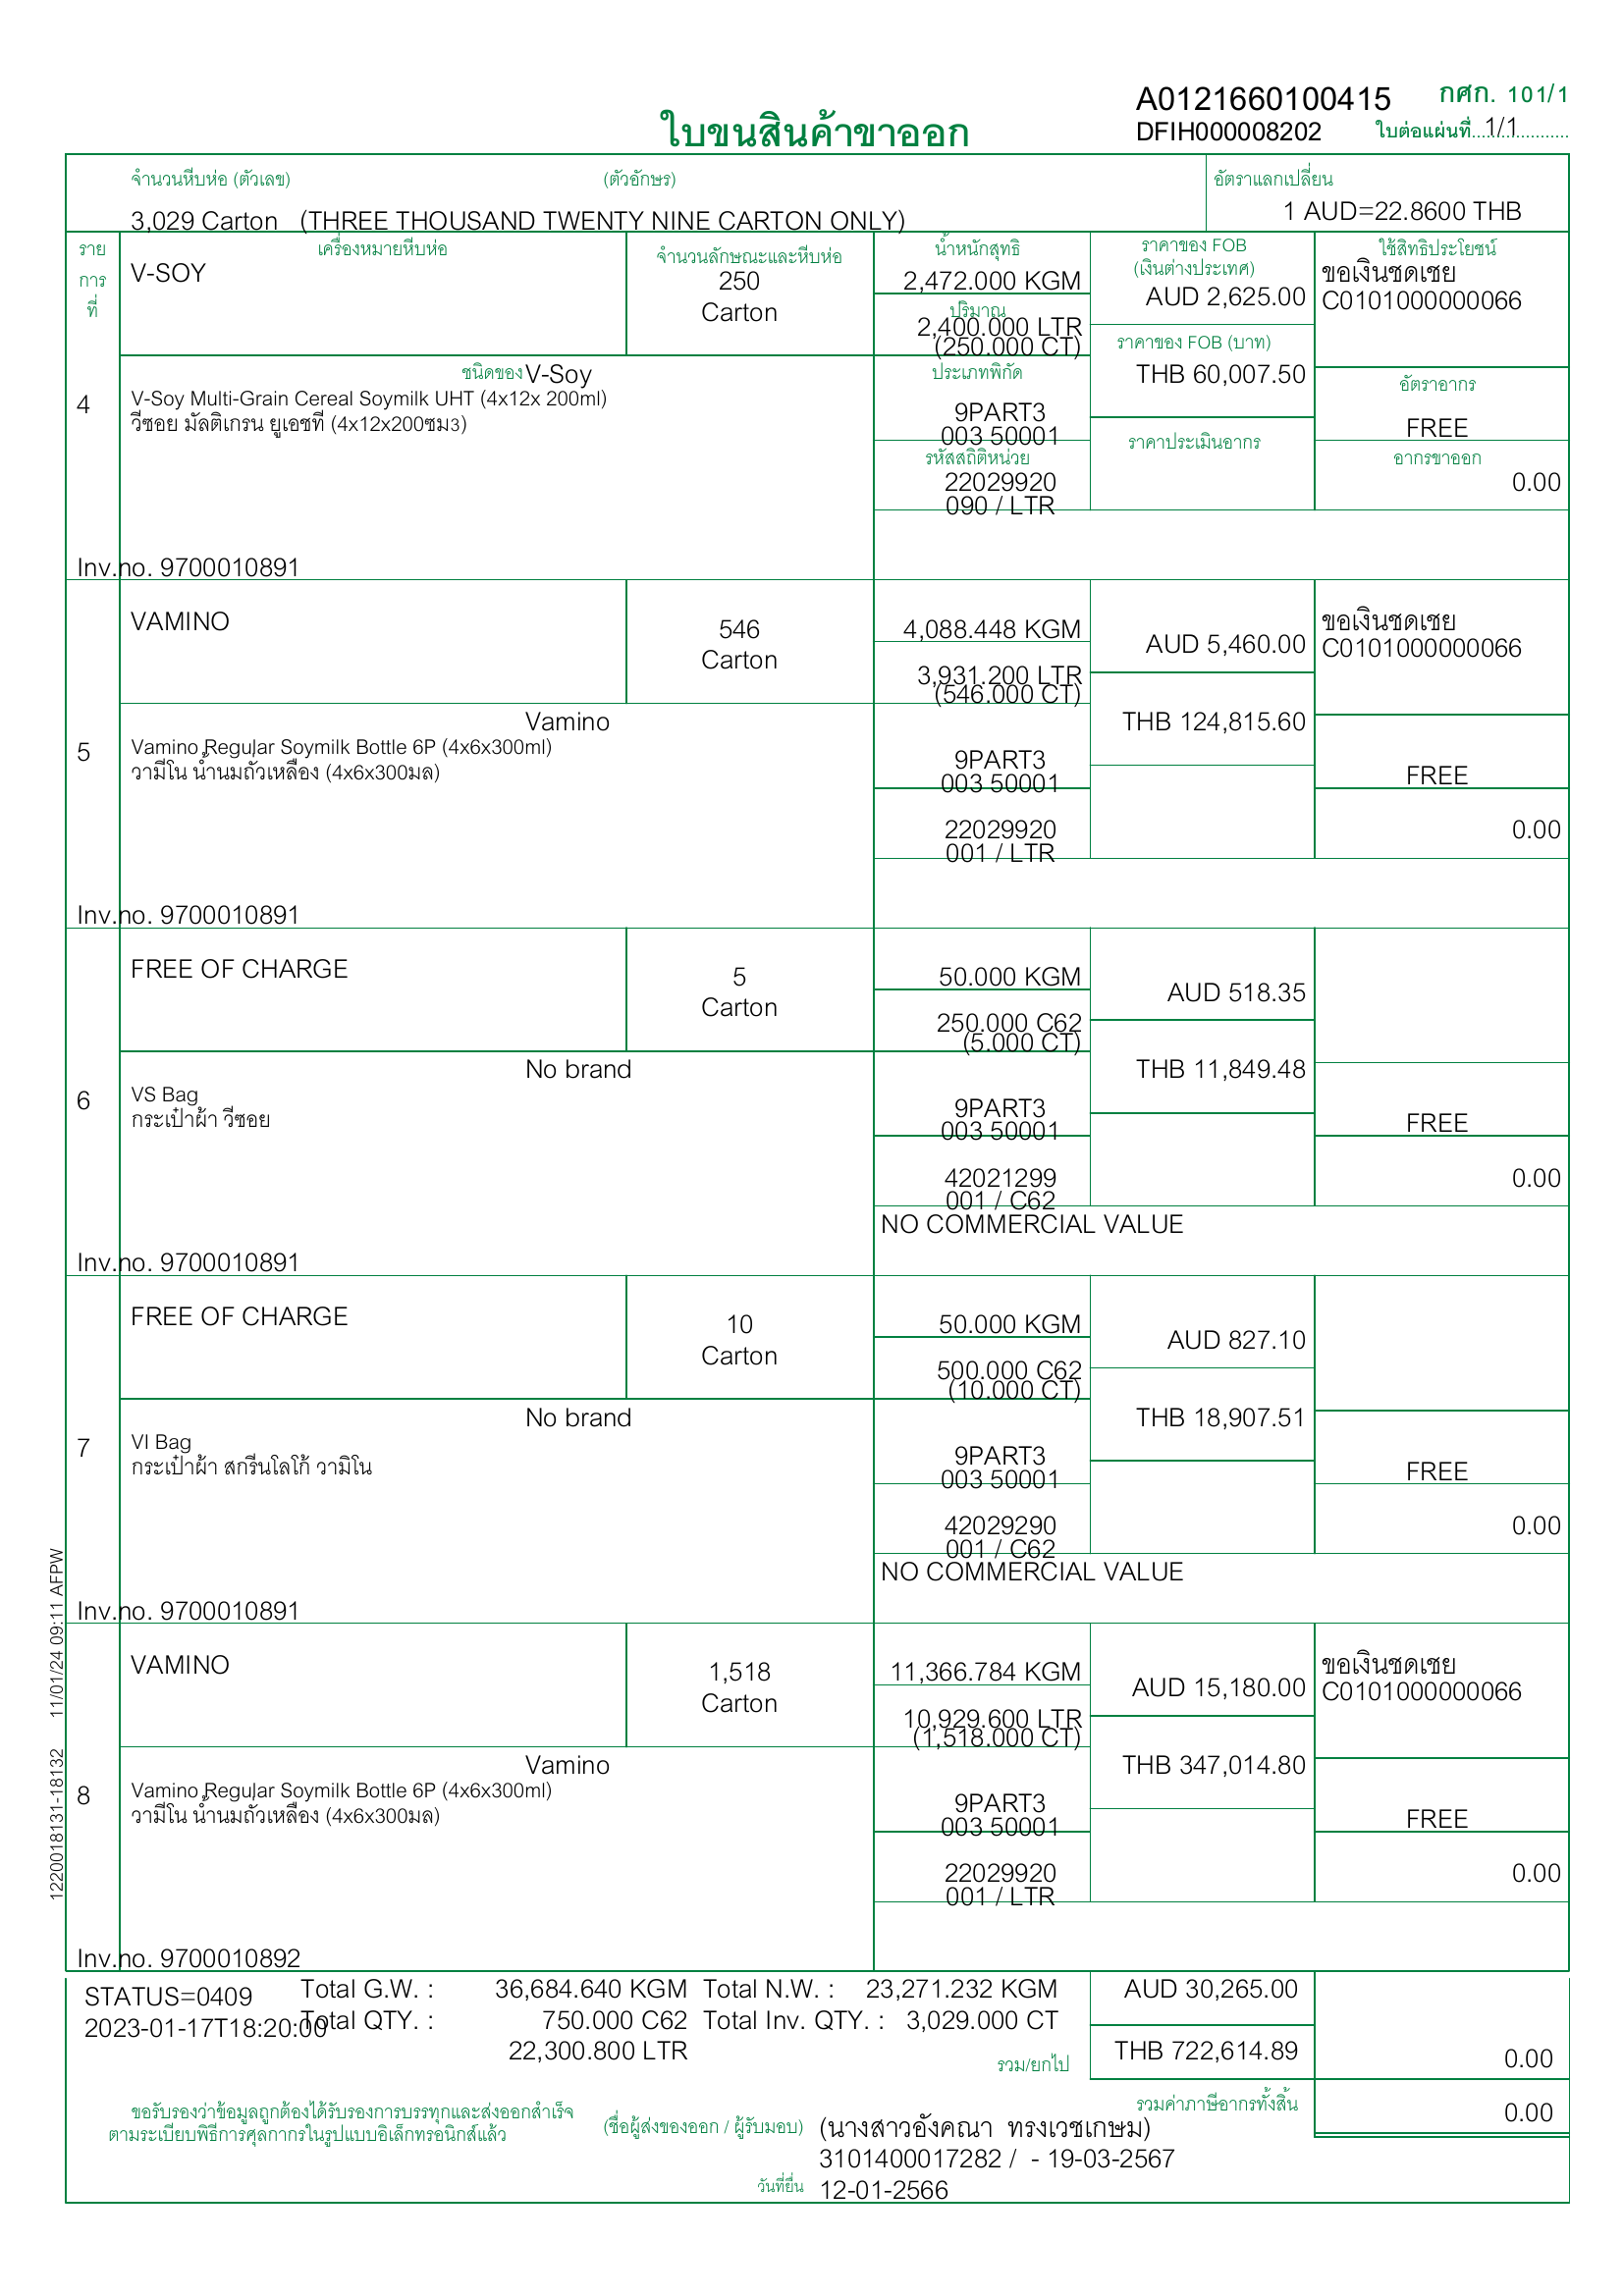 A0121660100415 กศก. 101/1
ใบขนสินค้าขาออก
DFIH000008202 ใบต่อแผ่นที่ 1/1
จำนวนหีบห่อ (ตัวเลข) (ตัวอักษร) อัตราแลกเปลี่ยน
3,029 Carton (THREE THOUSAND TWENTY NINE CARTON ONLY) 1 AUD=22.8600 THB
ราย
การ
ที่
เครื่องหมายหีบห่อ
V-SOY
จำนวนลักษณะและหีบห่อ
250
Carton
น้ำหนักสุทธิ
2,472.000 KGM
ปริมาณ
2,400.000 LTR
(250.000 CT)
ราคาของ FOB
(เงินต่างประเทศ)
AUD 2,625.00
ราคาของ FOB (บาท)
THB 60,007.50
ราคาประเมินอากร
ใช้สิทธิประโยชน์
ขอเงินชดเชย
C0101000000066
อัตราอากร
FREE
อากรขาออก
0.00
4
ชนิดของ V-Soy
V-Soy Multi-Grain Cereal Soymilk UHT (4x12x 200ml)
วีซอย มัลติเกรน ยูเอชที (4x12x200ซม3)
ประเภทพิกัด
9PART3
003 50001
รหัสสถิติหน่วย
22029920
090 / LTR
Inv.no. 9700010891
VAMINO
546
Carton
4,088.448 KGM
3,931.200 LTR
(546.000 CT)
AUD 5,460.00
THB 124,815.60
ขอเงินชดเชย
C0101000000066
FREE
0.00
5
Vamino
Vamino Regular Soymilk Bottle 6P (4x6x300ml)
วามีโน น้ำนมถั่วเหลือง (4x6x300มล)
9PART3
003 50001
22029920
001 / LTR
Inv.no. 9700010891
FREE OF CHARGE
5
Carton
50.000 KGM
250.000 C62
(5.000 CT)
AUD 518.35
THB 11,849.48
FREE
0.00
6
No brand
VS Bag
กระเป๋าผ้า วีซอย
9PART3
003 50001
42021299
001 / C62
NO COMMERCIAL VALUE
Inv.no. 9700010891
FREE OF CHARGE
10
Carton
50.000 KGM
500.000 C62
(10.000 CT)
AUD 827.10
THB 18,907.51
FREE
0.00
7
No brand
VI Bag
กระเป๋าผ้า สกรีนโลโก้ วามิโน
9PART3
003 50001
42029290
001 / C62
NO COMMERCIAL VALUE
Inv.no. 9700010891
VAMINO
1,518
Carton
11,366.784 KGM
10,929.600 LTR
(1,518.000 CT)
AUD 15,180.00
THB 347,014.80
ขอเงินชดเชย
C0101000000066
FREE
0.00
8
Vamino
Vamino Regular Soymilk Bottle 6P (4x6x300ml)
วามีโน น้ำนมถั่วเหลือง (4x6x300มล)
9PART3
003 50001
22029920
001 / LTR
Inv.no. 9700010892
1220018131-18132 11/01/24 09:11 AFPW
STATUS=0409 Total G.W. : 36,684.640 KGM Total N.W. : 23,271.232 KGM AUD 30,265.00
2023-01-17T18:20:00 Total QTY. : 750.000 C62 Total Inv. QTY. : 3,029.000 CT
22,300.800 LTR รวม/ยกไป THB 722,614.89 0.00
รวมค่าภาษีอากรทั้งสิ้น 0.00
ขอรับรองว่าข้อมูลถูกต้องได้รับรองการบรรทุกและส่งออกสำเร็จ
ตามระเบียบพิธีการศุลกากรในรูปแบบอิเล็กทรอนิกส์แล้ว
(ชื่อผู้ส่งของออก / ผู้รับมอบ) (นางสาวอังคณา ทรงเวชเกษม)
3101400017282 / - 19-03-2567
วันที่ยื่น 12-01-2566